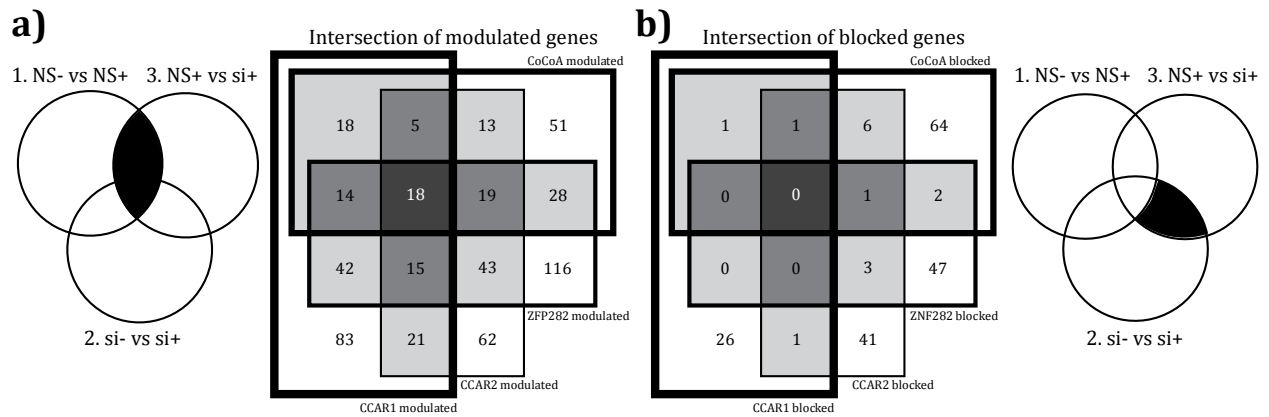 a)
Intersection of modulated genes
1. NS- vs NS+
3. NS+ vs si+
2. si- vs si+
CoCoA modulated
18 5 13 51
14 18 19 28
42 15 43 116
ZFP282 modulated
83 21 62
CCAR2 modulated
CCAR1 modulated
b)
Intersection of blocked genes
CoCoA blocked
1 1 6 64
0 0 1 2
0 0 3 47
ZNF282 blocked
26 1 41
CCAR2 blocked
CCAR1 blocked
1. NS- vs NS+
3. NS+ vs si+
2. si- vs si+